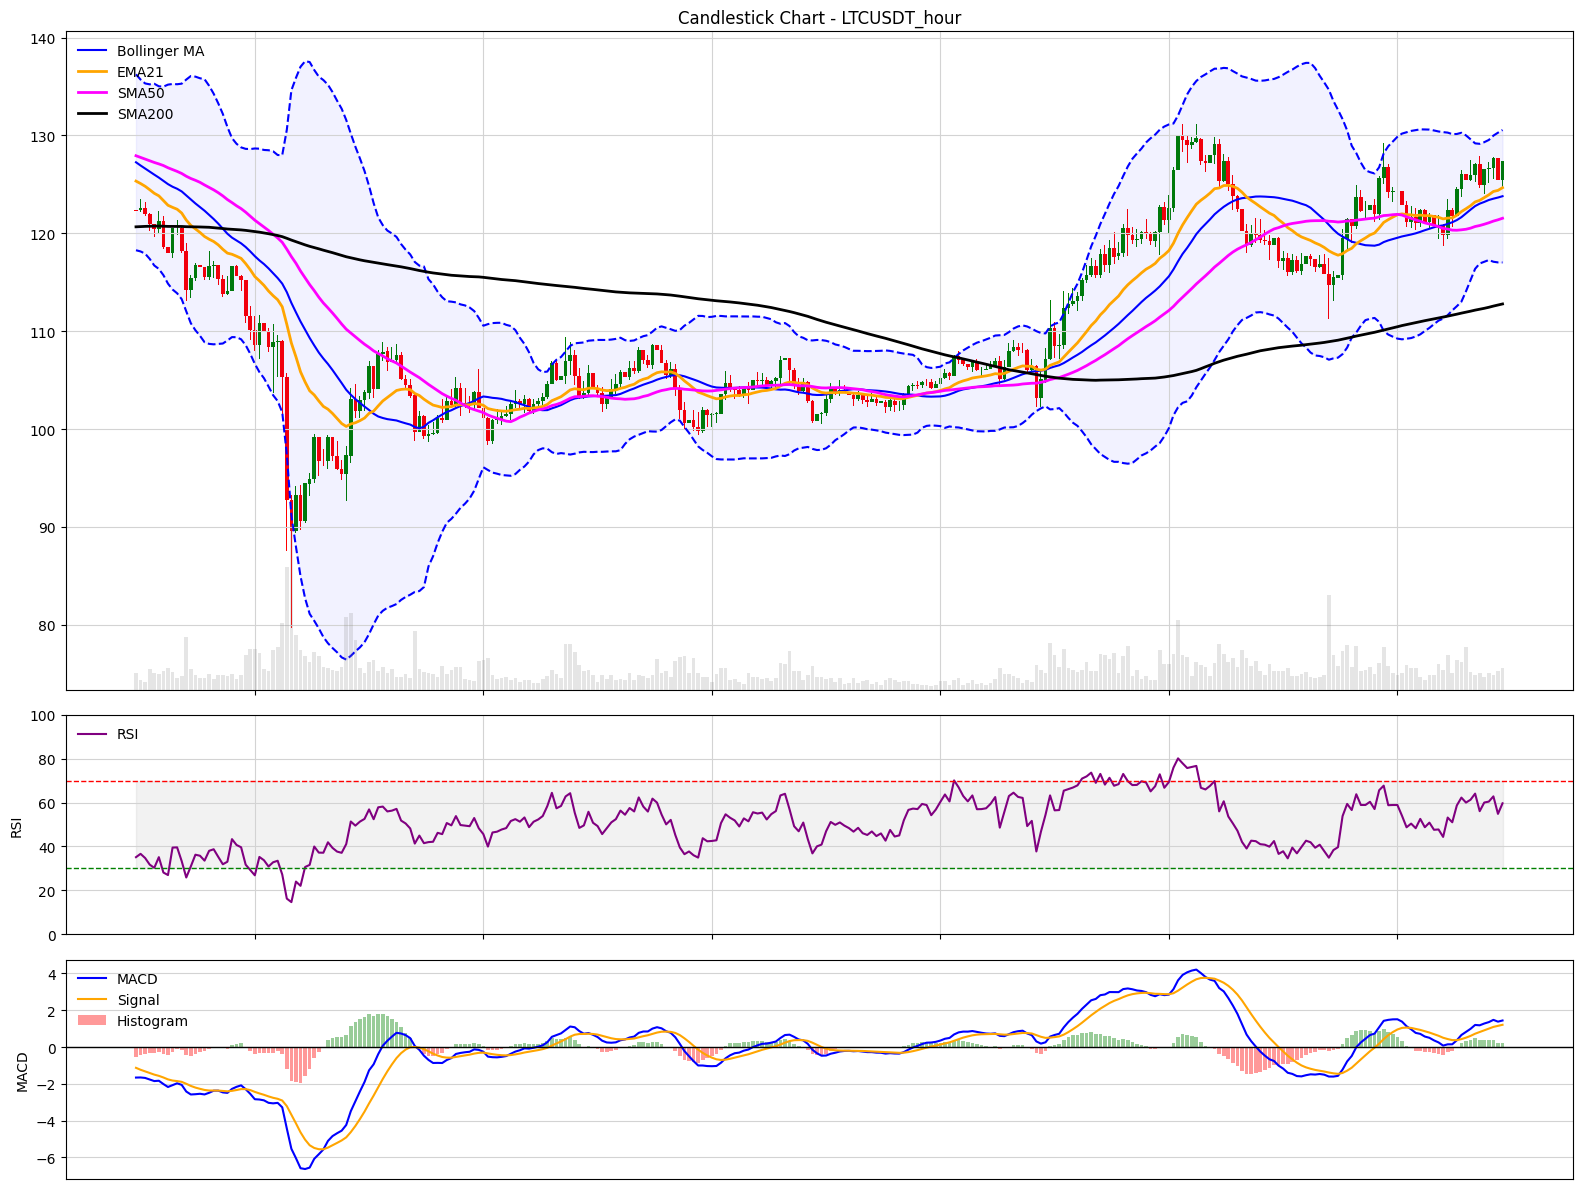 Candlestick Chart - LTCUSDT_hour
140
130
120
110
100
90
80
Bollinger MA
EMA21
SMA50
SMA200
100
80
60
40
20
0
RSI
RSI
4
2
0
−2
−4
−6
MACD
MACD
Signal
Histogram